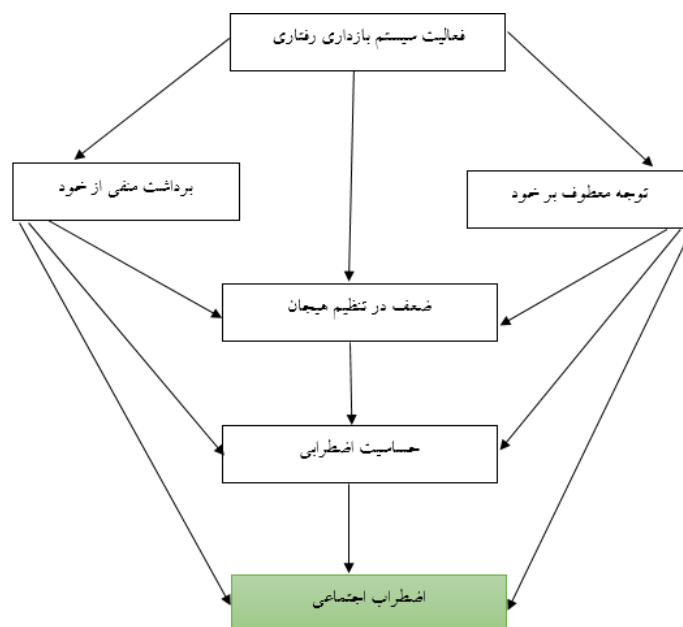 فعالیت سیستم بازداری رفتاری
توجه معطوف بر خود
برداشت منفی از خود
ضعف در تنظیم هیجان
حساسیت اضطرابی
اضطراب اجتماعی